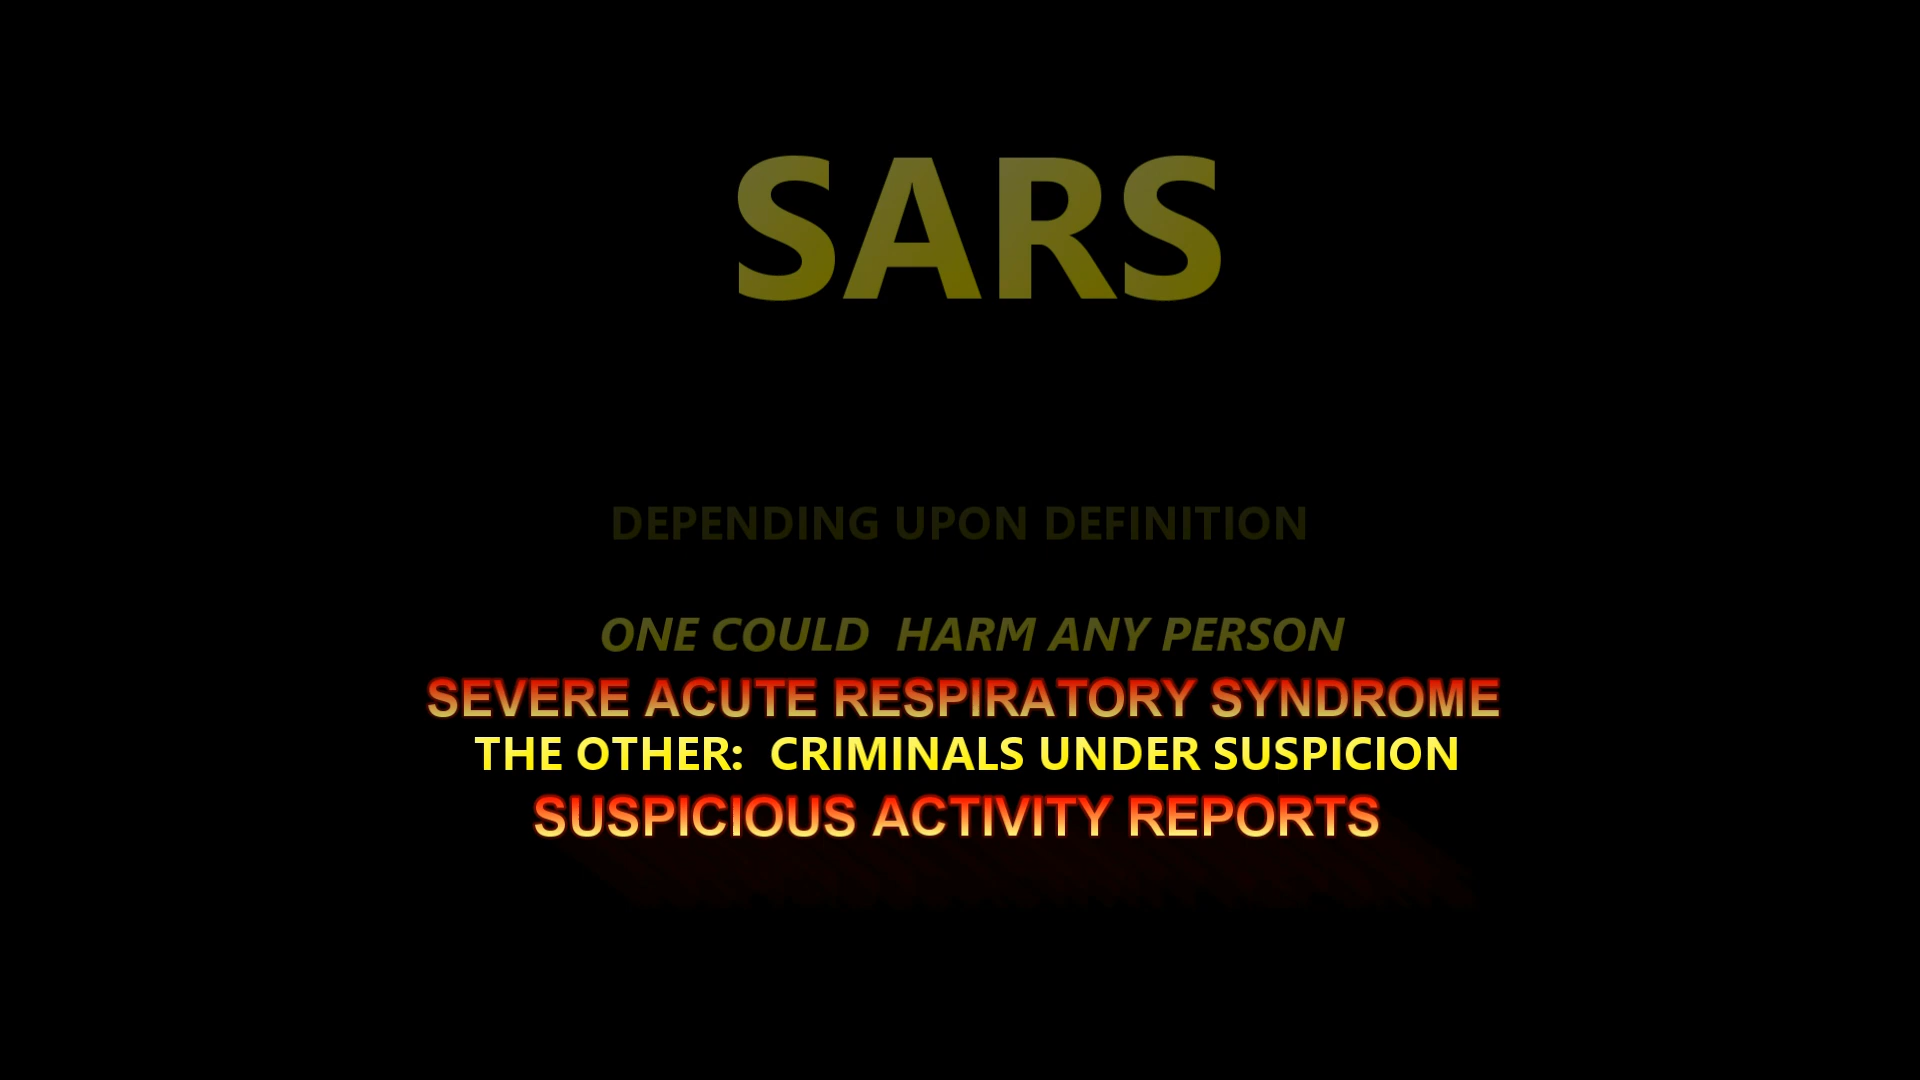 SARS
DEPENDING UPON DEFINITION
ONE COULD  HARM ANY PERSON
SEVERE ACUTE RESPIRATORY SYNDROME
THE OTHER:  CRIMINALS UNDER SUSPICION
SUSPICIOUS ACTIVITY REPORTS